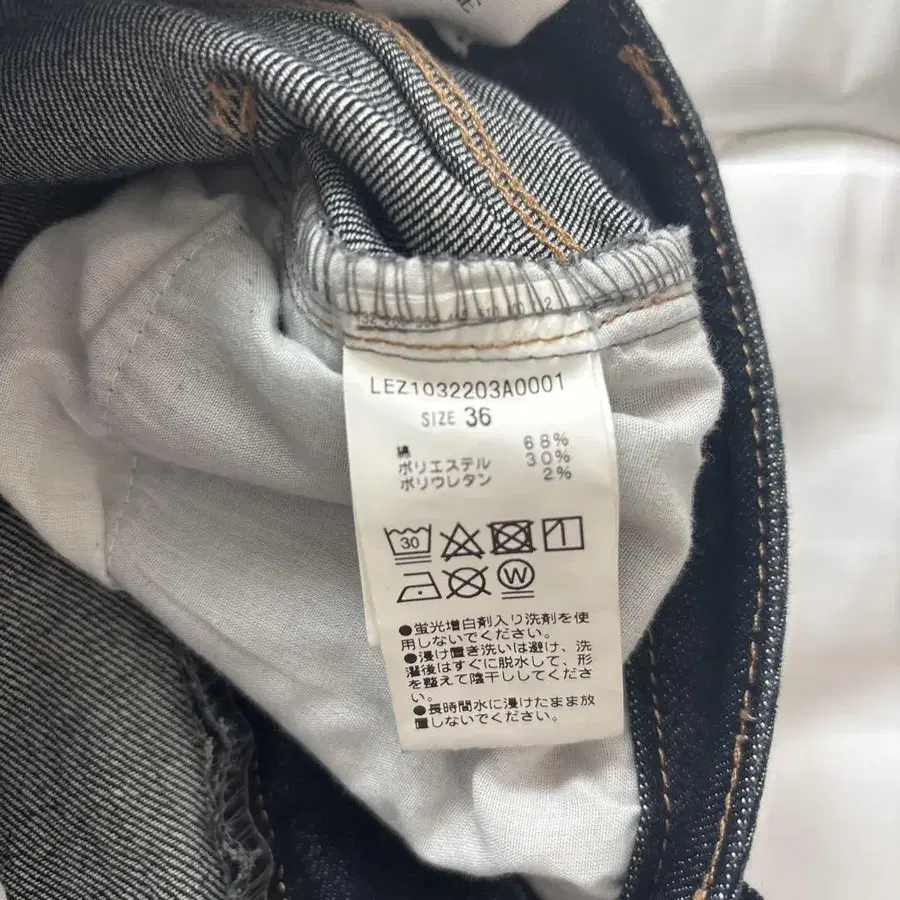 LEZ1032203A0001
SIZE 36
綿 68%
ポリエステル 30%
ポリウレタン 2%
30
W
●蛍光増白剤入り洗剤を使
用しないでください。
●浸け置き洗いは避け、洗
濯後はすぐに脱水して、形
を整えて陰干ししてくださ
い。
●長時間水に浸けたまま放
置しないでください。